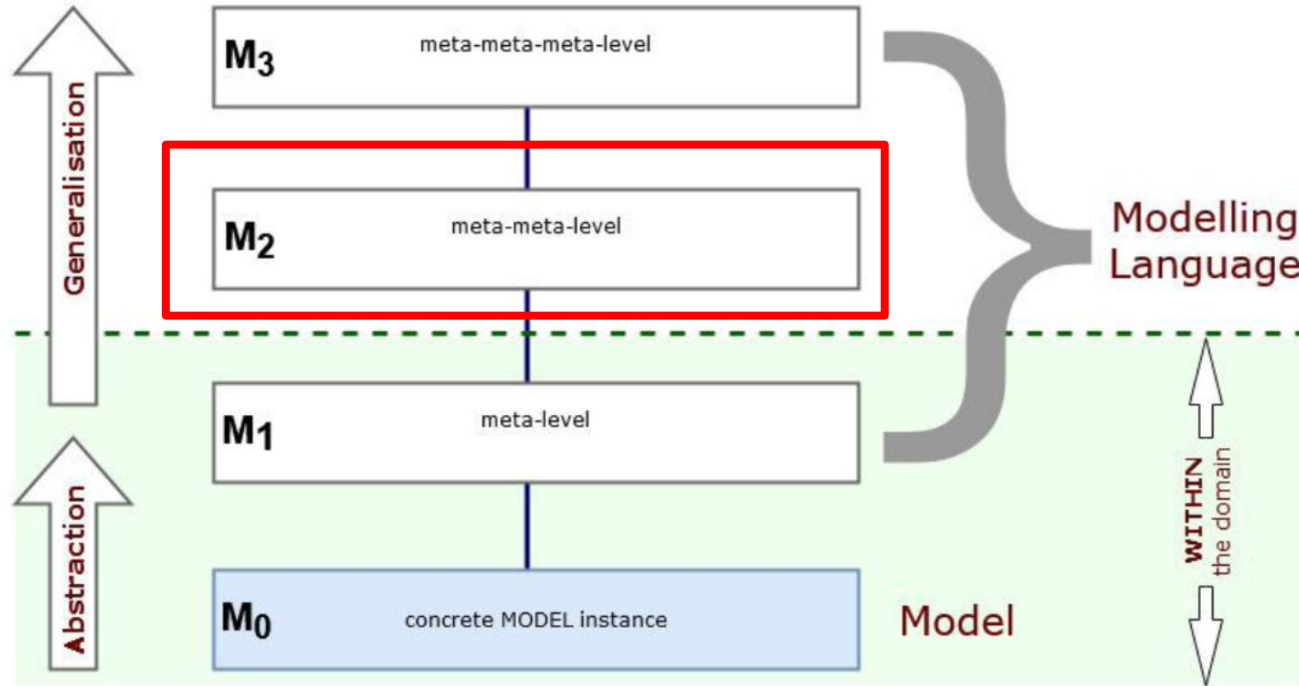 M3
meta-meta-meta-level
Generalisation
M2
meta-meta-level
Modelling
Language
M1
meta-level
Abstraction
WITHIN
the domain
M0
concrete MODEL instance
Model